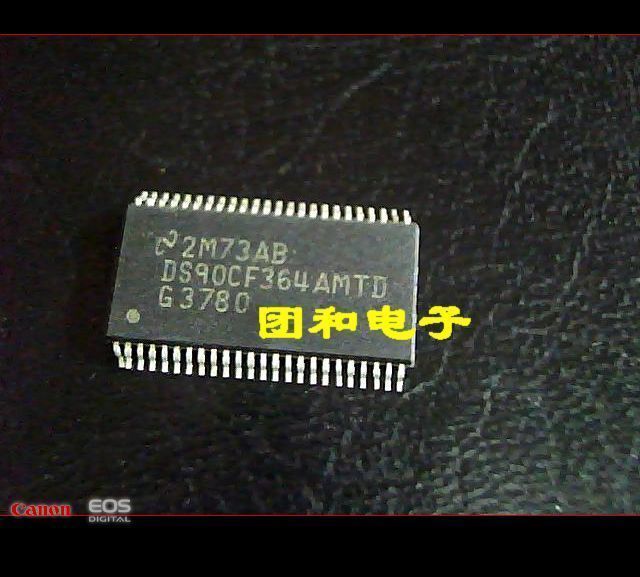 2M73AB
DS90CF364AMTD
G3780
团和电子
Canon EOS
DIGITAL